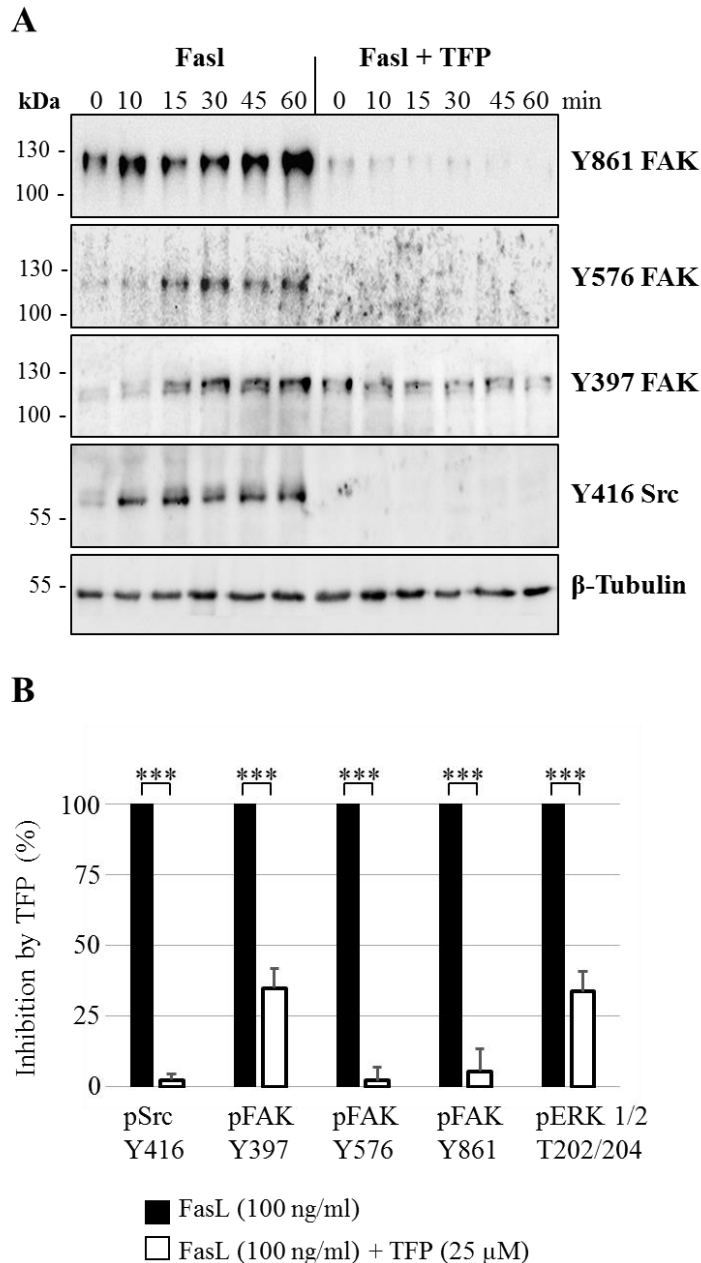 A
Fasl Fasl + TFP
kDa 0 10 15 30 45 60 0 10 15 30 45 60 min
130 -
100 -
Y861 FAK
130 -
100 -
Y576 FAK
130 -
100 -
Y397 FAK
55 -
Y416 Src
55 -
β-Tubulin
B
*** *** *** *** ***
Inhibition by TFP (%)
100
75
50
25
0
pSrc pFAK pFAK pFAK pERK 1/2
Y416 Y397 Y576 Y861 T202/204
FasL (100 ng/ml)
FasL (100 ng/ml) + TFP (25 μM)